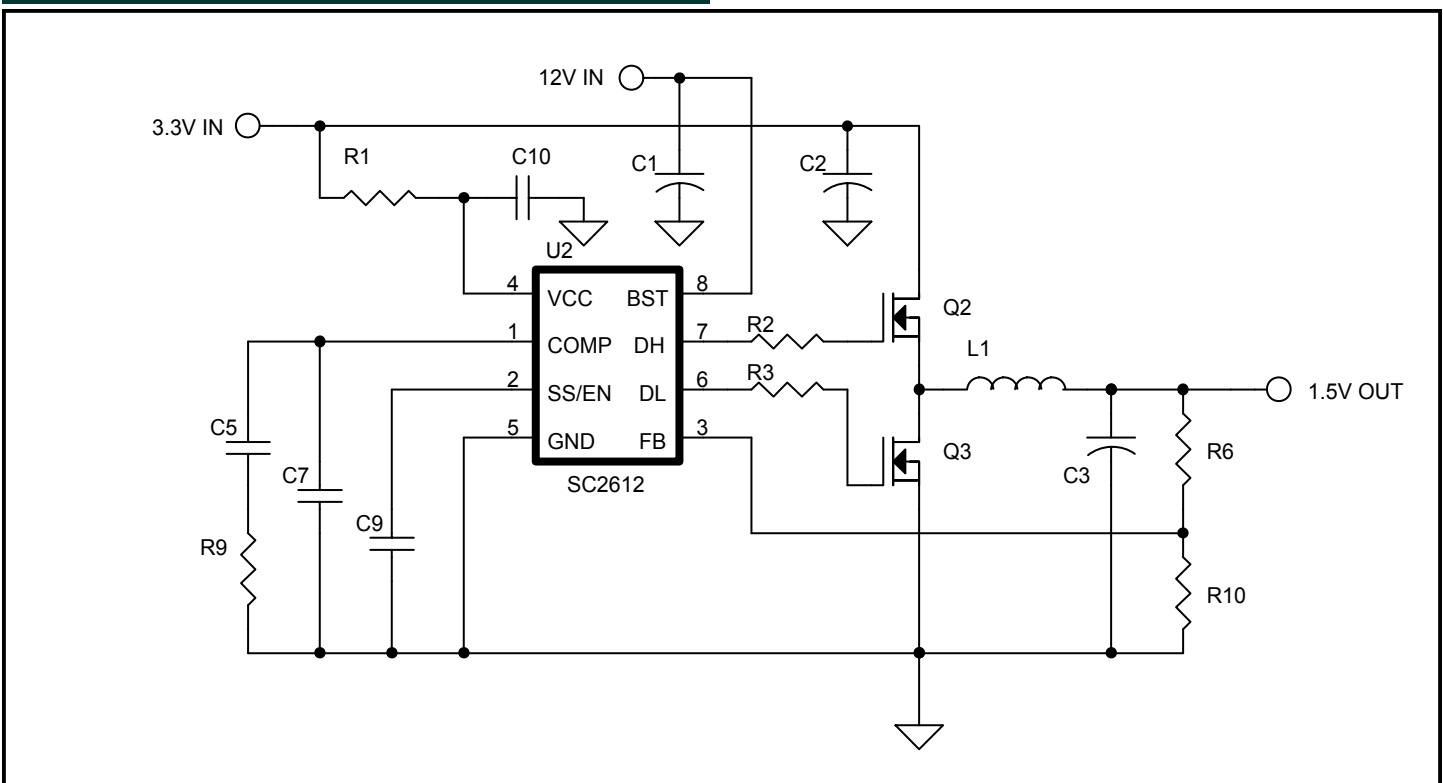 12V IN
3.3V IN
R1
C10
C1
C2
U2
4
VCC
BST
8
Q2
1
COMP
DH
7
R2
L1
2
SS/EN
DL
6
R3
1.5V OUT
5
GND
FB
3
Q3
C5
C7
SC2612
C3
R6
C9
R9
R10